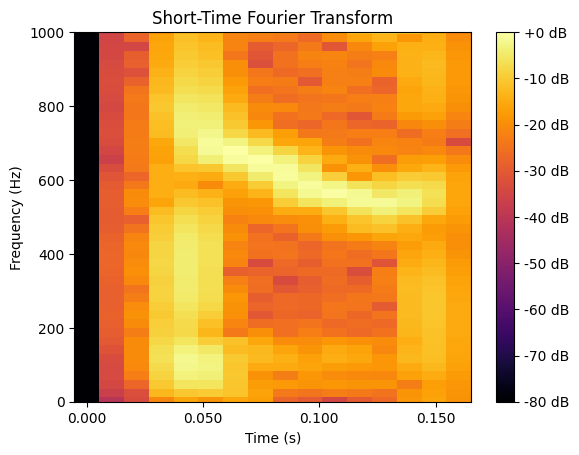 Short-Time Fourier Transform
1000
800
600
400
200
0
Frequency (Hz)
0.000
0.050
0.100
0.150
Time (s)
+0 dB
-10 dB
-20 dB
-30 dB
-40 dB
-50 dB
-60 dB
-70 dB
-80 dB